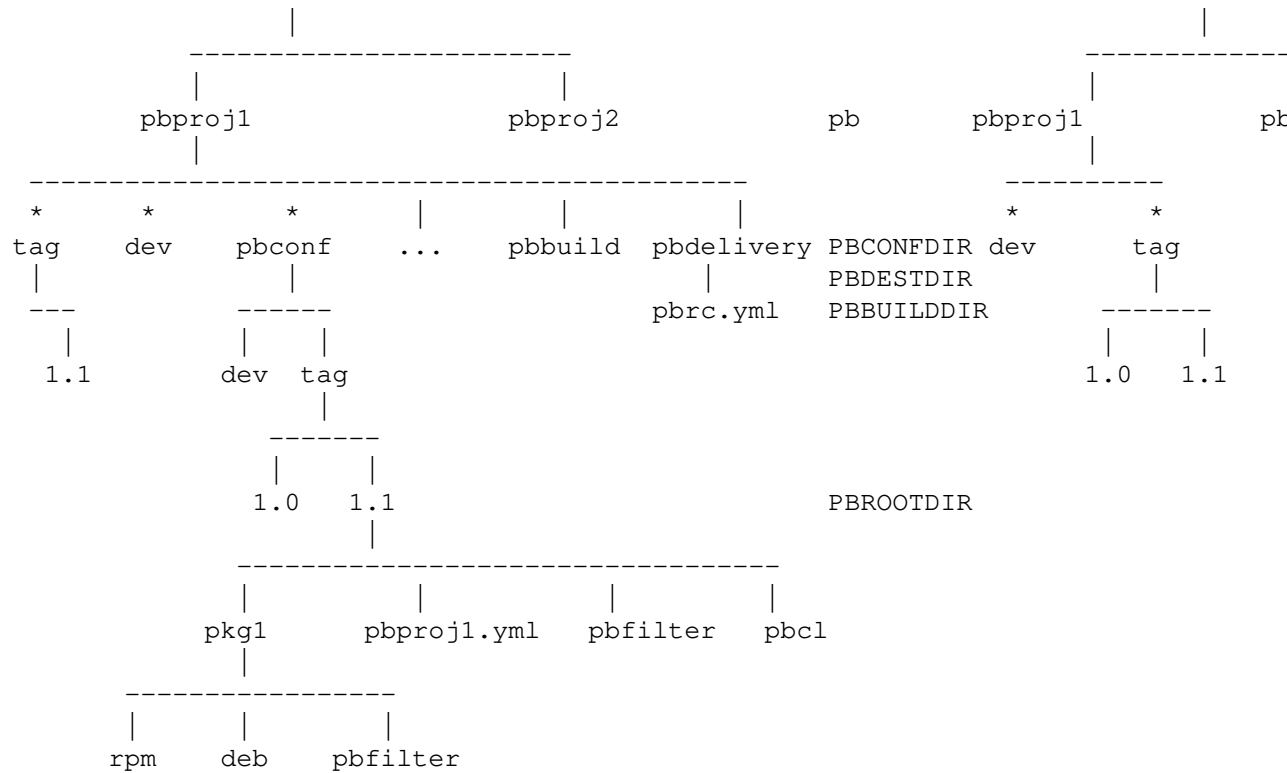 pbproj1 pbproj2 pb pbproj1 pb
* * * * *
tag dev pbconf ... pbbuild pbdelivery PBCONFDIR dev tag
PBDESTDIR
pbrc.yml PBBUILDDIR
1.1 dev tag 1.0 1.1
1.0 1.1 PBROOTDIR
pkg1 pbproj1.yml pbfilter pbcl
rpm deb pbfilter